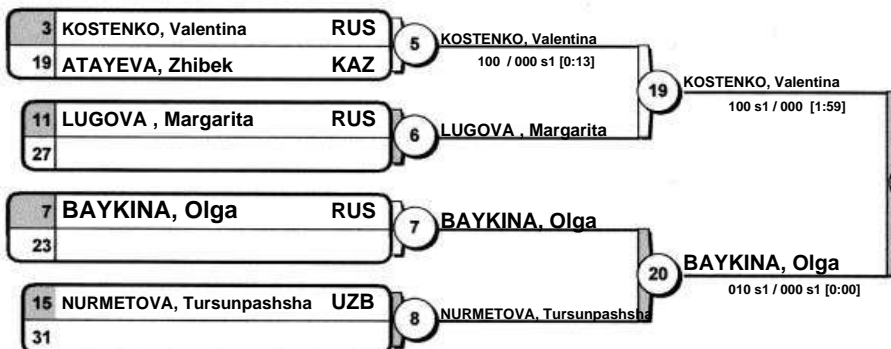 3 KOSTENKO, Valentina RUS
19 ATAYEVA, Zhibek KAZ
5
KOSTENKO, Valentina
100 / 000 s1 [0:13]
11 LUGOVA , Margarita RUS
27
6
LUGOVA , Margarita
19
KOSTENKO, Valentina
100 s1 / 000 [1:59]
7 BAYKINA, Olga RUS
23
7
BAYKINA, Olga
15 NURMETOVA, Tursunpashsha UZB
31
8
NURMETOVA, Tursunpashsha
20
BAYKINA, Olga
010 s1 / 000 s1 [0:00]